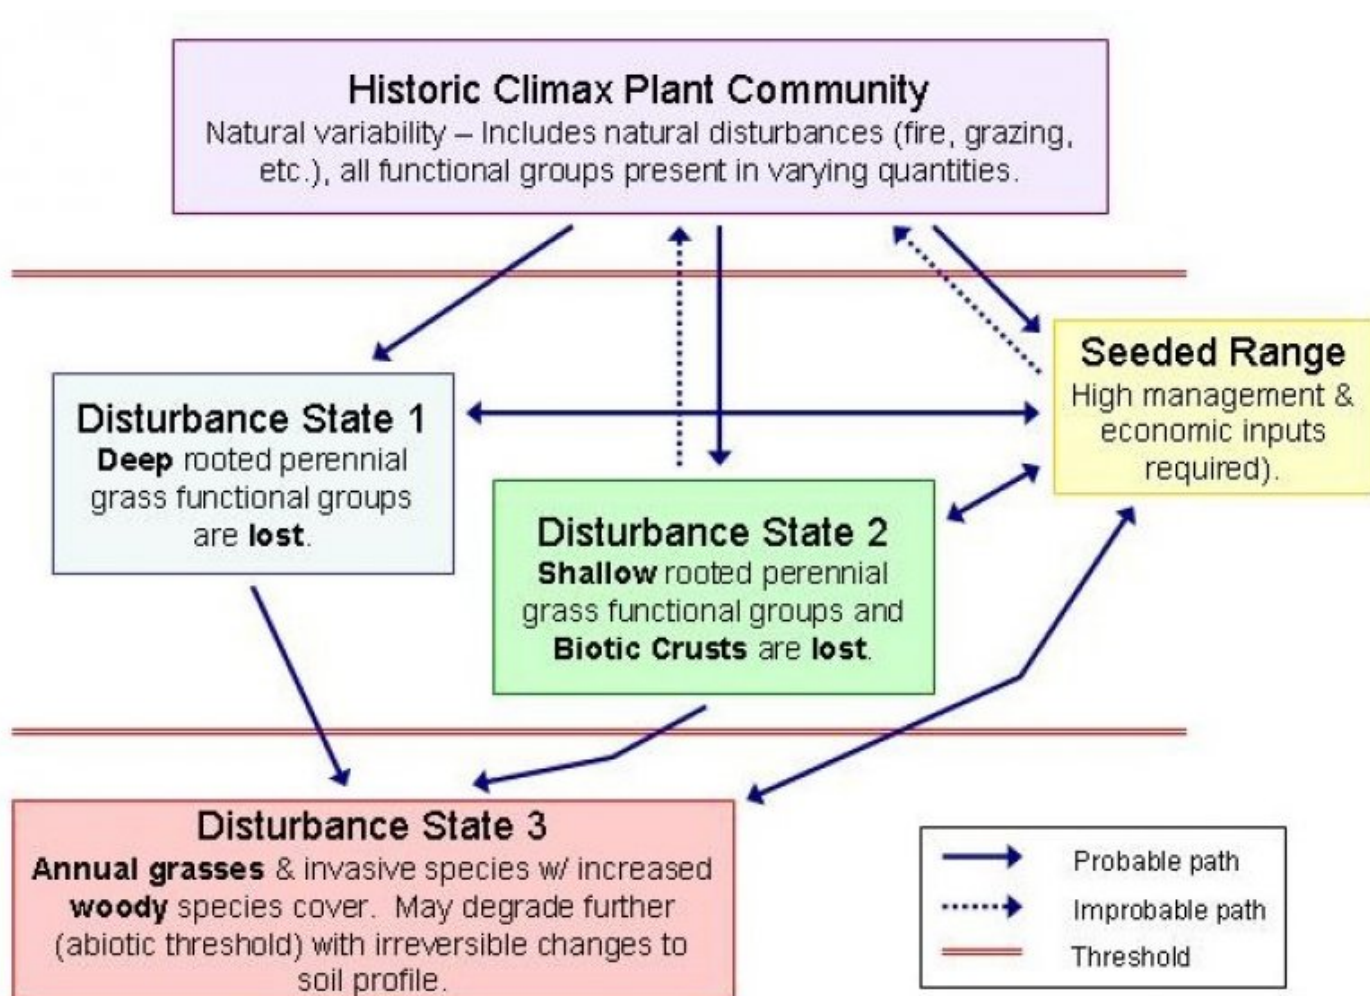 Historic Climax Plant Community
Natural variability – Includes natural disturbances (fire, grazing,
etc.), all functional groups present in varying quantities.
Seeded Range
High management &
economic inputs
required).
Disturbance State 1
Deep rooted perennial
grass functional groups
are lost.
Disturbance State 2
Shallow rooted perennial
grass functional groups and
Biotic Crusts are lost.
Disturbance State 3
Annual grasses & invasive species w/ increased
woody species cover. May degrade further
(abiotic threshold) with irreversible changes to
soil profile.
Probable path
Improbable path
Threshold